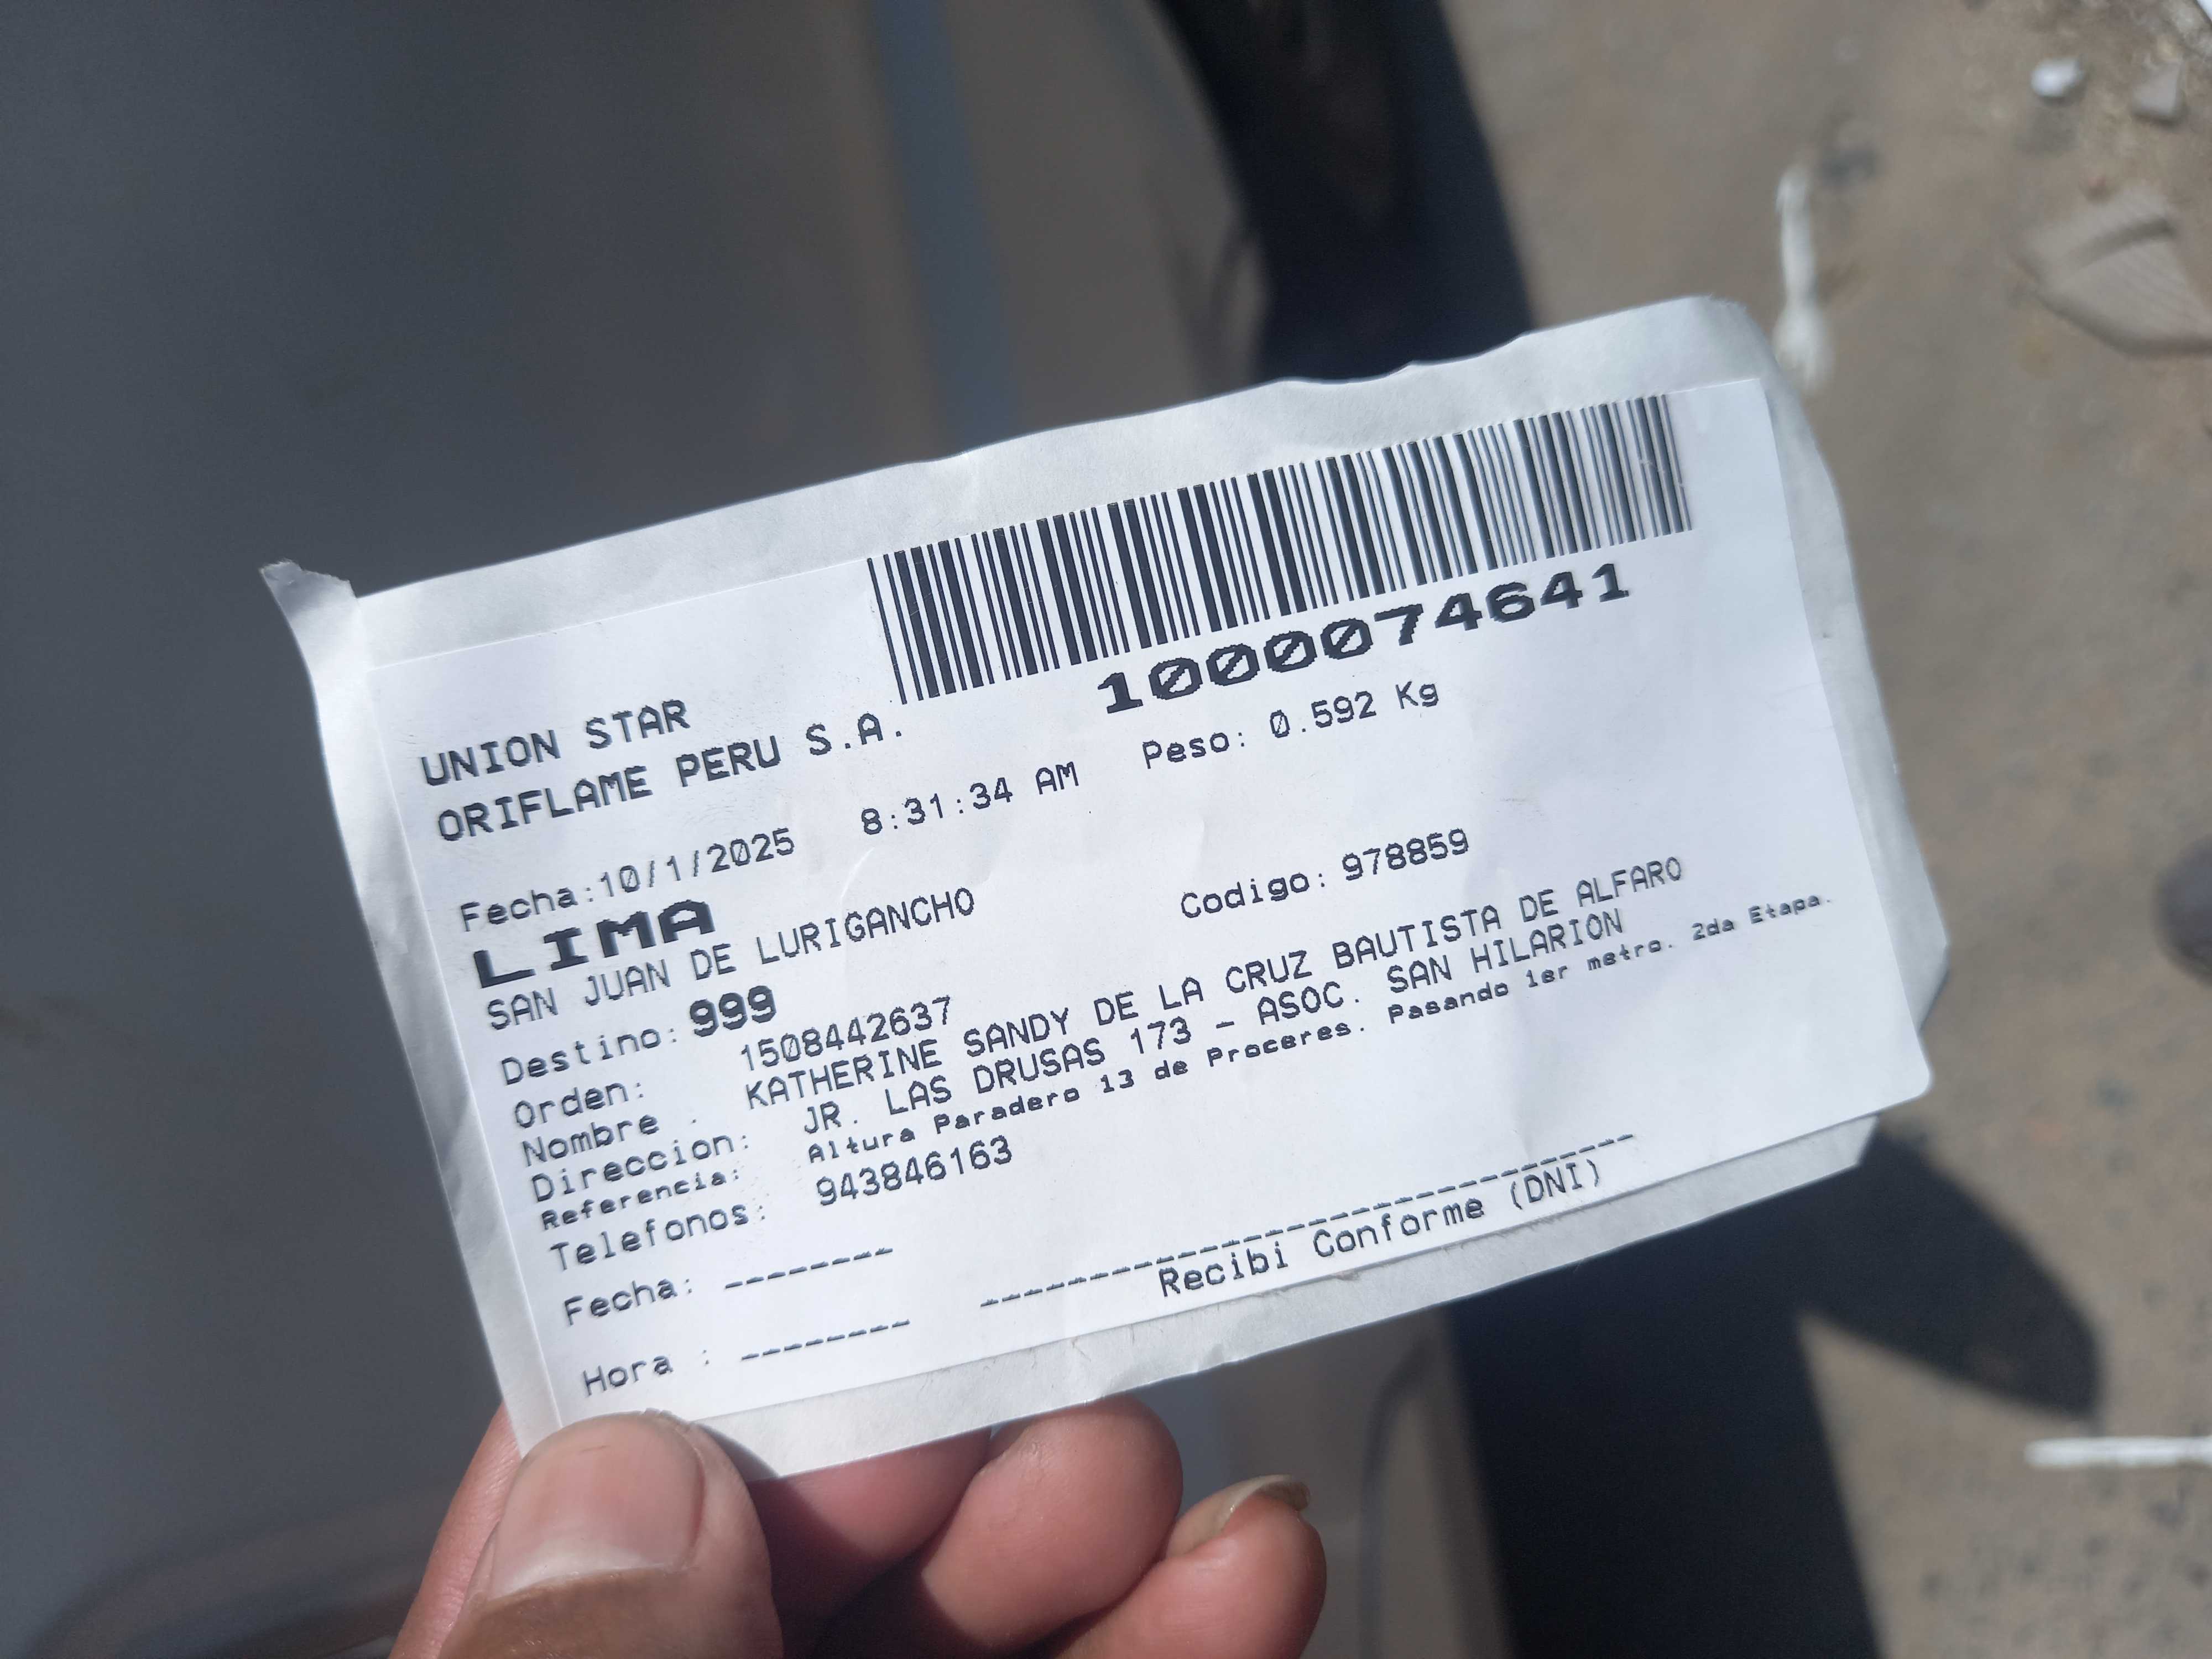 1000074641
UNION STAR
ORIFLAME PERU S.A.
Fecha:10/1/2025 8:31:34 AM Peso: 0.592 Kg
LIMA
SAN JUAN DE LURIGANCHO Codigo: 978859
Destino: 999
Orden: 1508442637
Nombre . KATHERINE SANDY DE LA CRUZ BAUTISTA DE ALFARO
Direccion: JR. LAS DRUSAS 173 - ASOC. SAN HILARION
Referencia: Altura Paradero 13 de Proceres. Pasando 1er metro. 2da Etapa.
Telefonos: 943846163
Fecha: --------
Hora : --------
Recibi Conforme (DNI)